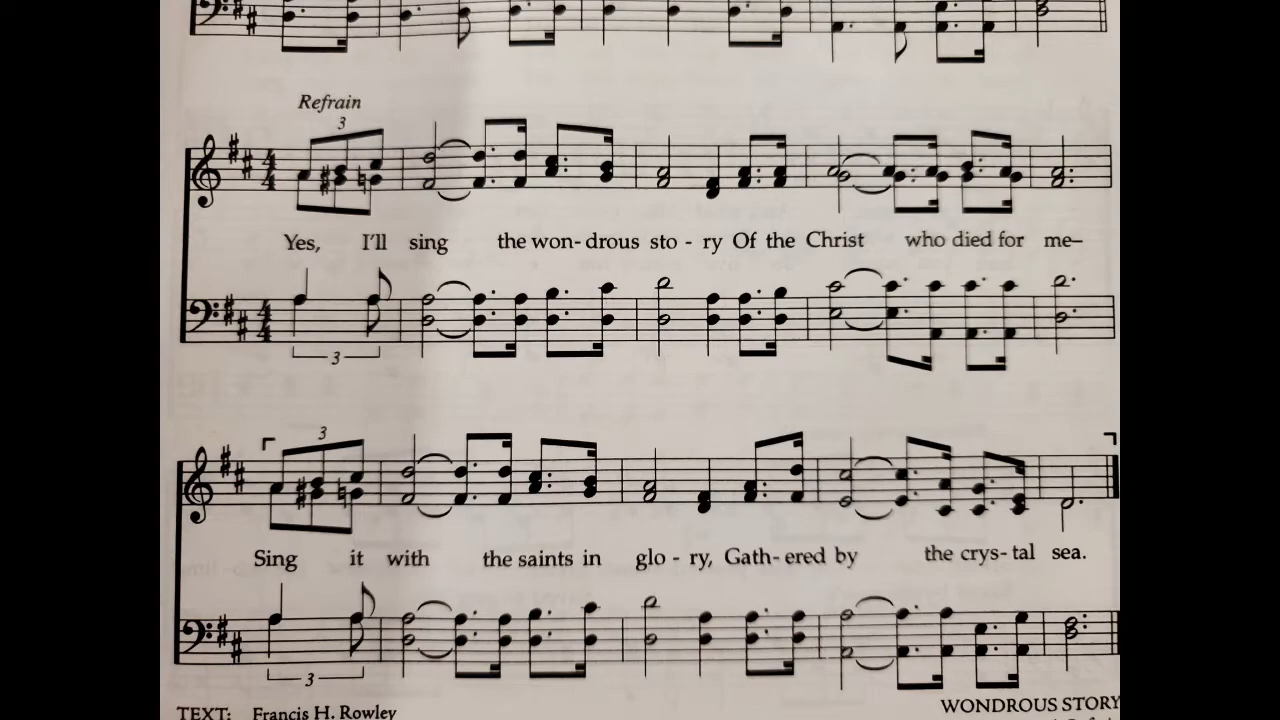 Refrain
3
Yes, I'll sing the won-drous sto-ry Of the Christ who died for me–
3
3
Sing it with the saints in glo-ry, Gath-ered by the crys-tal sea.
3
TEXT: Francis H. Rowley
WONDROUS STORY